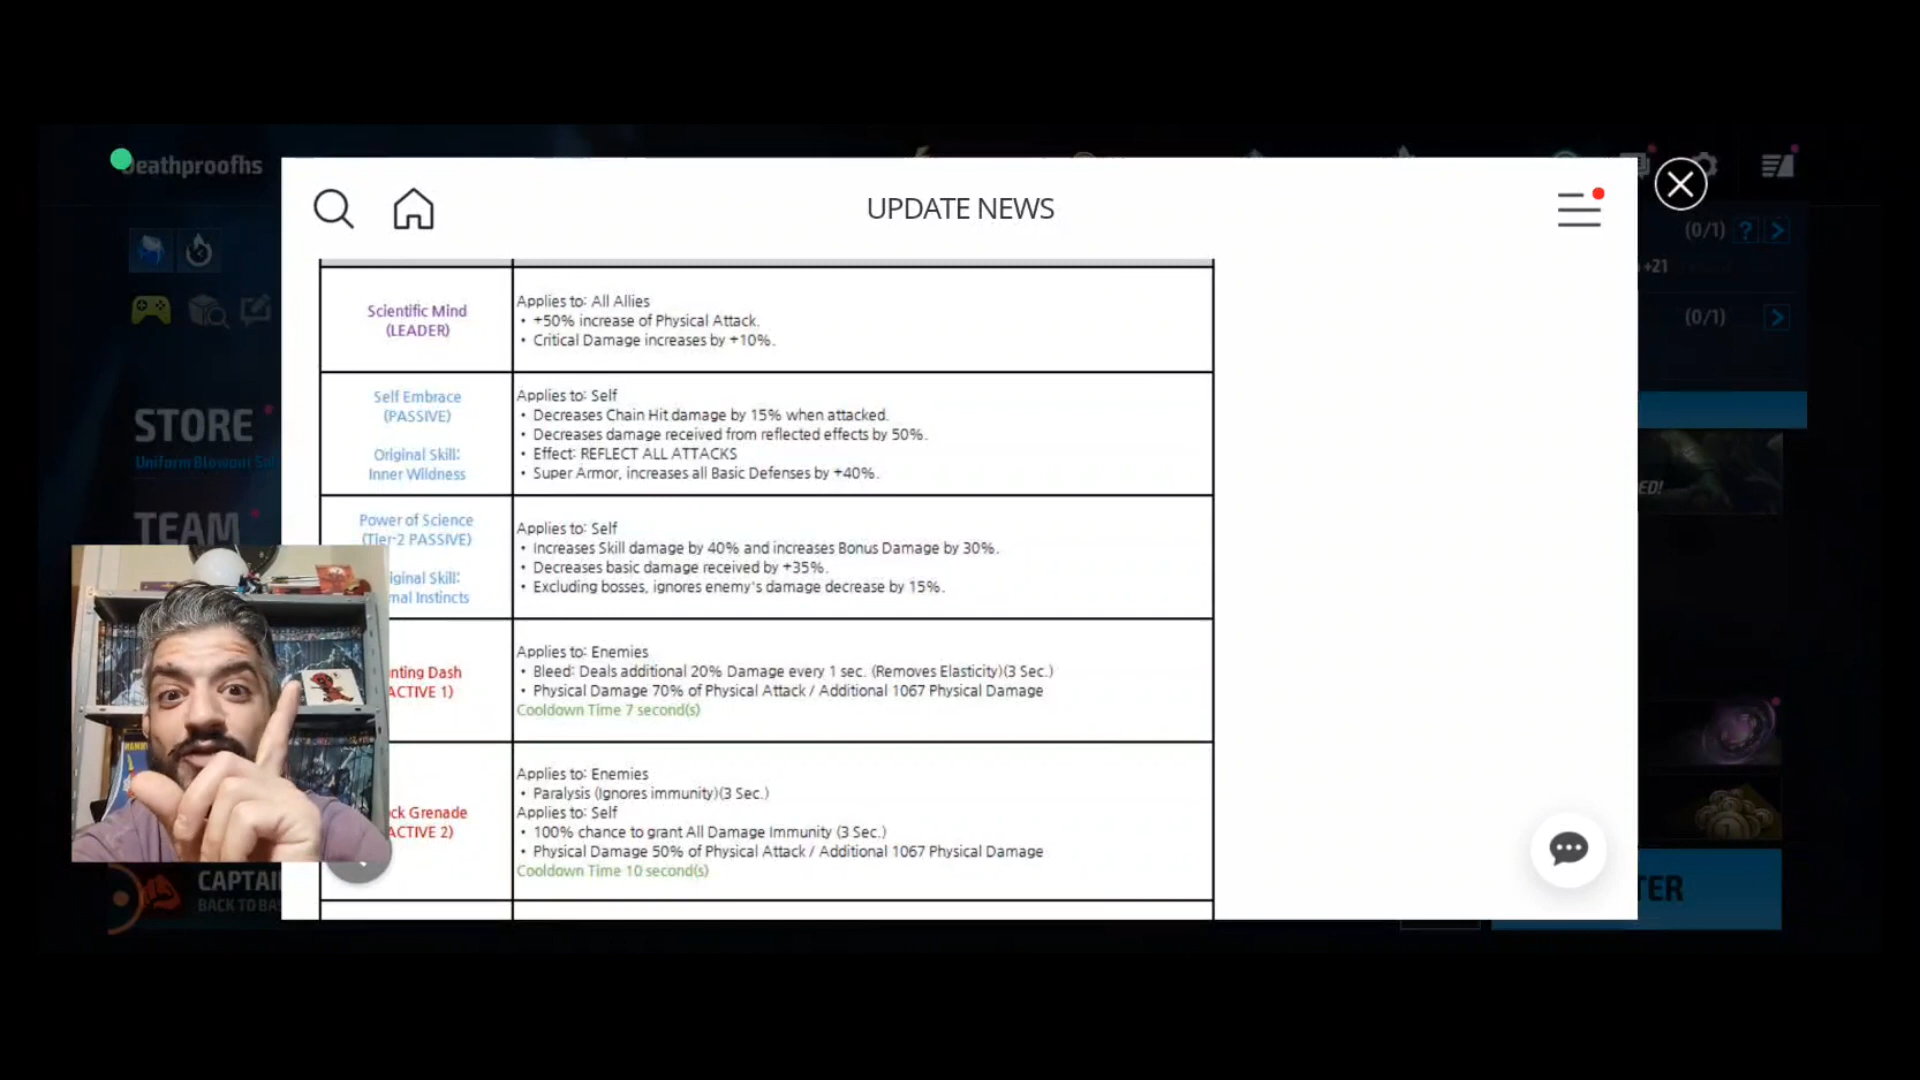 Deathproofhs
UPDATE NEWS
(0/1) ?
+21
(0/1)
STORE
TEAM
Scientific Mind
(LEADER)
Applies to: All Allies
• +50% increase of Physical Attack.
• Critical Damage increases by +10%.
Self Embrace
(PASSIVE)
Original Skill:
Inner Wildness
Applies to: Self
• Decreases Chain Hit damage by 15% when attacked.
• Decreases damage received from reflected effects by 50%.
• Effect: REFLECT ALL ATTACKS
• Super Armor, increases all Basic Defenses by +40%.
Power of Science
(Tier-2 PASSIVE)
iginal Skill:
mal Instincts
Applies to: Self
• Increases Skill damage by 40% and increases Bonus Damage by 30%.
• Decreases basic damage received by +35%.
• Excluding bosses, ignores enemy's damage decrease by 15%.
nting Dash
ACTIVE 1)
Applies to: Enemies
• Bleed: Deals additional 20% Damage every 1 sec. (Removes Elasticity)(3 Sec.)
• Physical Damage 70% of Physical Attack / Additional 1067 Physical Damage
Cooldown Time 7 second(s)
ck Grenade
ACTIVE 2)
Applies to: Enemies
• Paralysis (Ignores immunity)(3 Sec.)
Applies to: Self
• 100% chance to grant All Damage Immunity (3 Sec.)
• Physical Damage 50% of Physical Attack / Additional 1067 Physical Damage
Cooldown Time 10 second(s)
ED!
CAPTAI
BACK TO BAS
TER